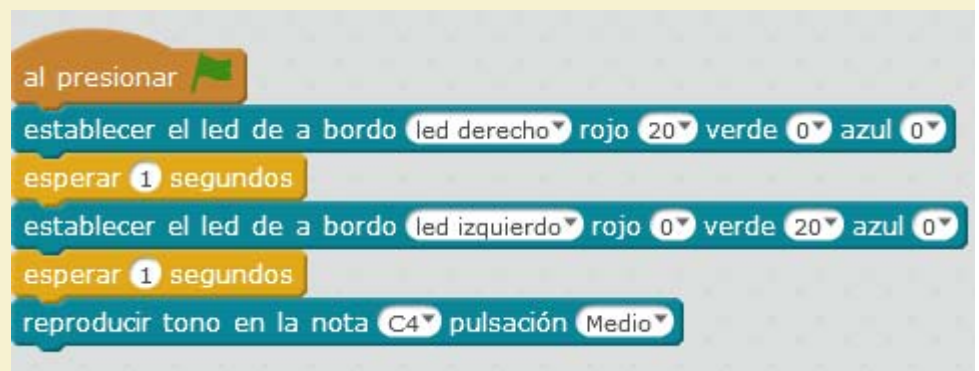 al presionar
establecer el led de a bordo led derecho rojo 20 verde 0 azul 0
esperar 1 segundos
establecer el led de a bordo led izquierdo rojo 0 verde 20 azul 0
esperar 1 segundos
reproducir tono en la nota C4 pulsación Medio